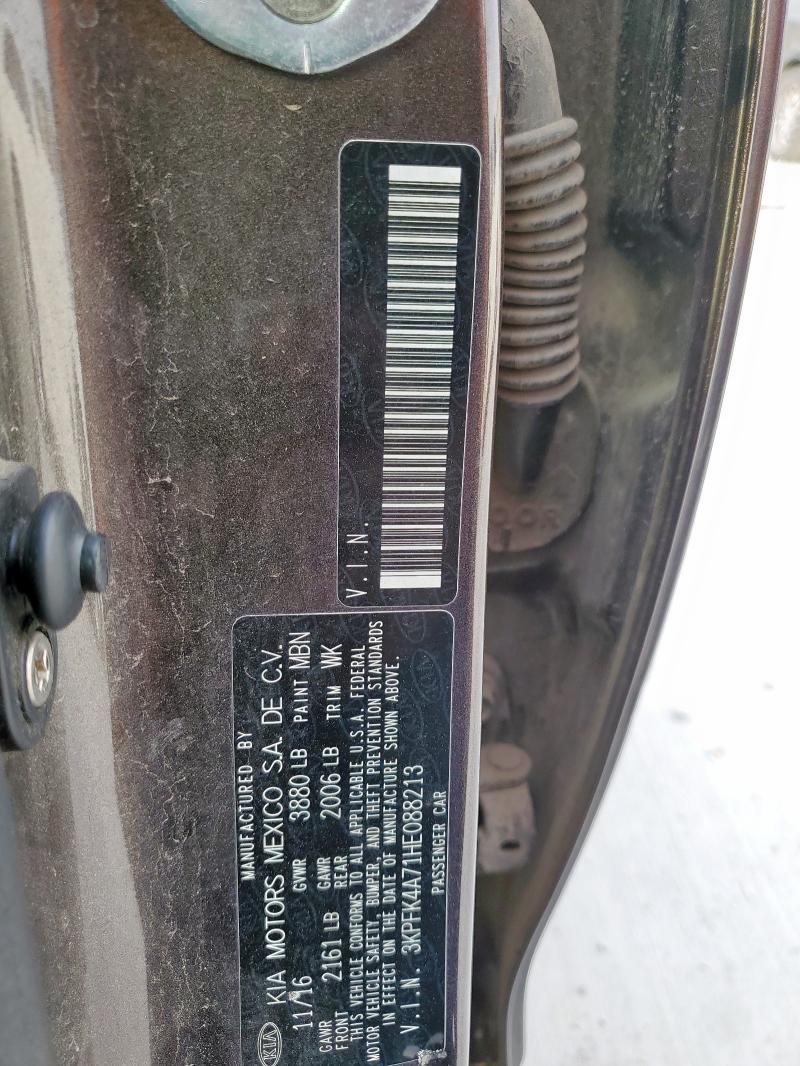 V.I.N.
MANUFACTURED BY
KIA KIA MOTORS MEXICO S.A. DE C.V.
11/16 GVWR 3880 LB PAINT MBN
GAWR FRONT 2161 LB GAWR REAR 2006 LB TRIM WK
THIS VEHICLE CONFORMS TO ALL APPLICABLE U.S.A. FEDERAL
MOTOR VEHICLE SAFETY, BUMPER, AND THEFT PREVENTION STANDARDS
IN EFFECT ON THE DATE OF MANUFACTURE SHOWN ABOVE.
V.I.N. 3KPFK4A71HE088213
PASSENGER CAR